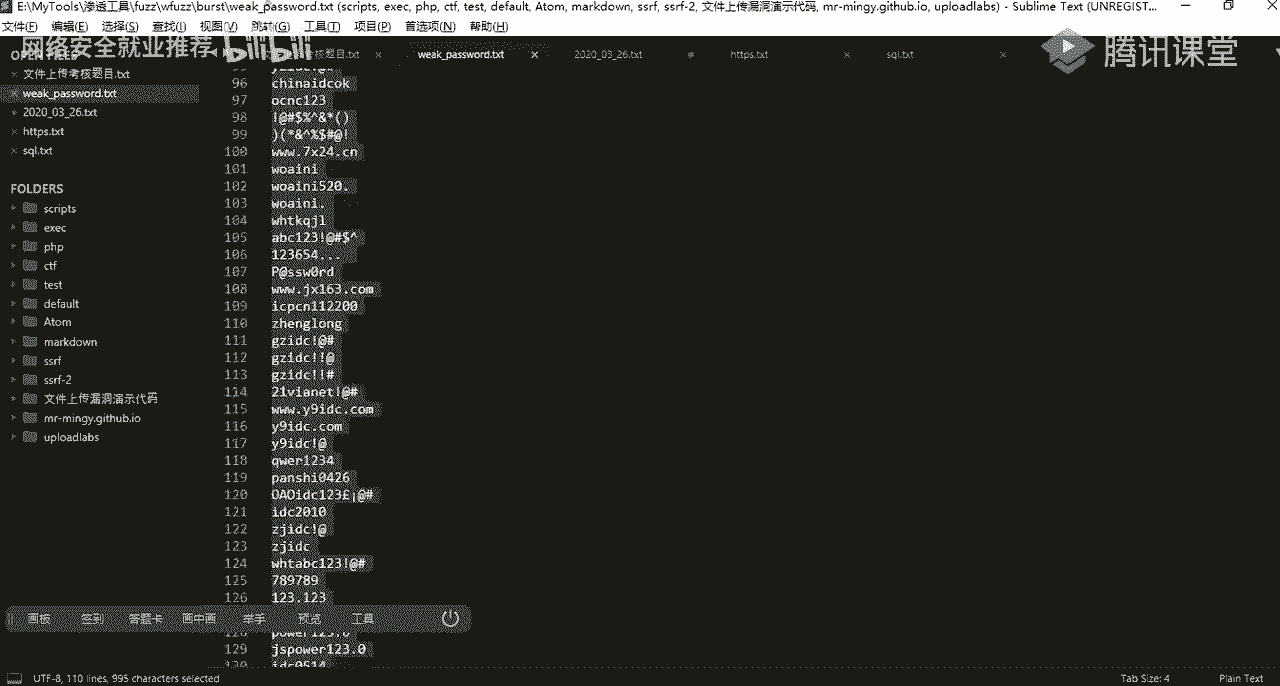 E:\MyTools\渗透工具\fuzz\wfuzz\burst\weak_password.txt (scripts, exec, php, ctf, test, default, Atom, markdown, ssrf, ssrf-2, 文件上传漏洞演示代码, mr-mingy.github.io, uploadlabs) - Sublime Text (UNREGIST...
文件(F) 编辑(E) 选择(S) 查找(I) 视图(V) 跳转(G) 工具(T) 项目(P) 首选项(N) 帮助(H)
网络安全就业推荐 bilibili
腾讯课堂
考核题目.txt weak_password.txt 2020_03_26.txt https.txt sql.txt
文件上传考核题目.txt
weak_password.txt
2020_03_26.txt
https.txt
sql.txt
FOLDERS
scripts
exec
php
ctf
test
default
Atom
markdown
ssrf
ssrf-2
文件上传漏洞演示代码
mr-mingy.github.io
uploadlabs
96 chinaidcok
97 ocnc123
98 !@#$%^&*()
99 )(*&^%$#@!
100 www.7x24.cn
101 woaini
102 woaini520.
103 woaini.
104 whtkqjl
105 abc123!@#$^
106 123654...
107 P@ssw0rd
108 www.jx163.com
109 icpcn112200
110 zhenglong
111 gzidc!@#
112 gzidc!!@
113 gzidc!!#
114 21vianet!@#
115 www.y9idc.com
116 y9idc.com
117 y9idc!@
118 qwer1234
119 panshi0426
120 OAOidc123£¡@#
121 idc2010
122 zjidc!@
123 zjidc
124 whtabc123!@#
125 789789
126 123.123
128 power123.0
129 jspower123.0
130 idc0514
画板 签到 答题卡 画中画 举手 预览 工具
UTF-8, 110 lines, 995 characters selected
Tab Size: 4
Plain Text